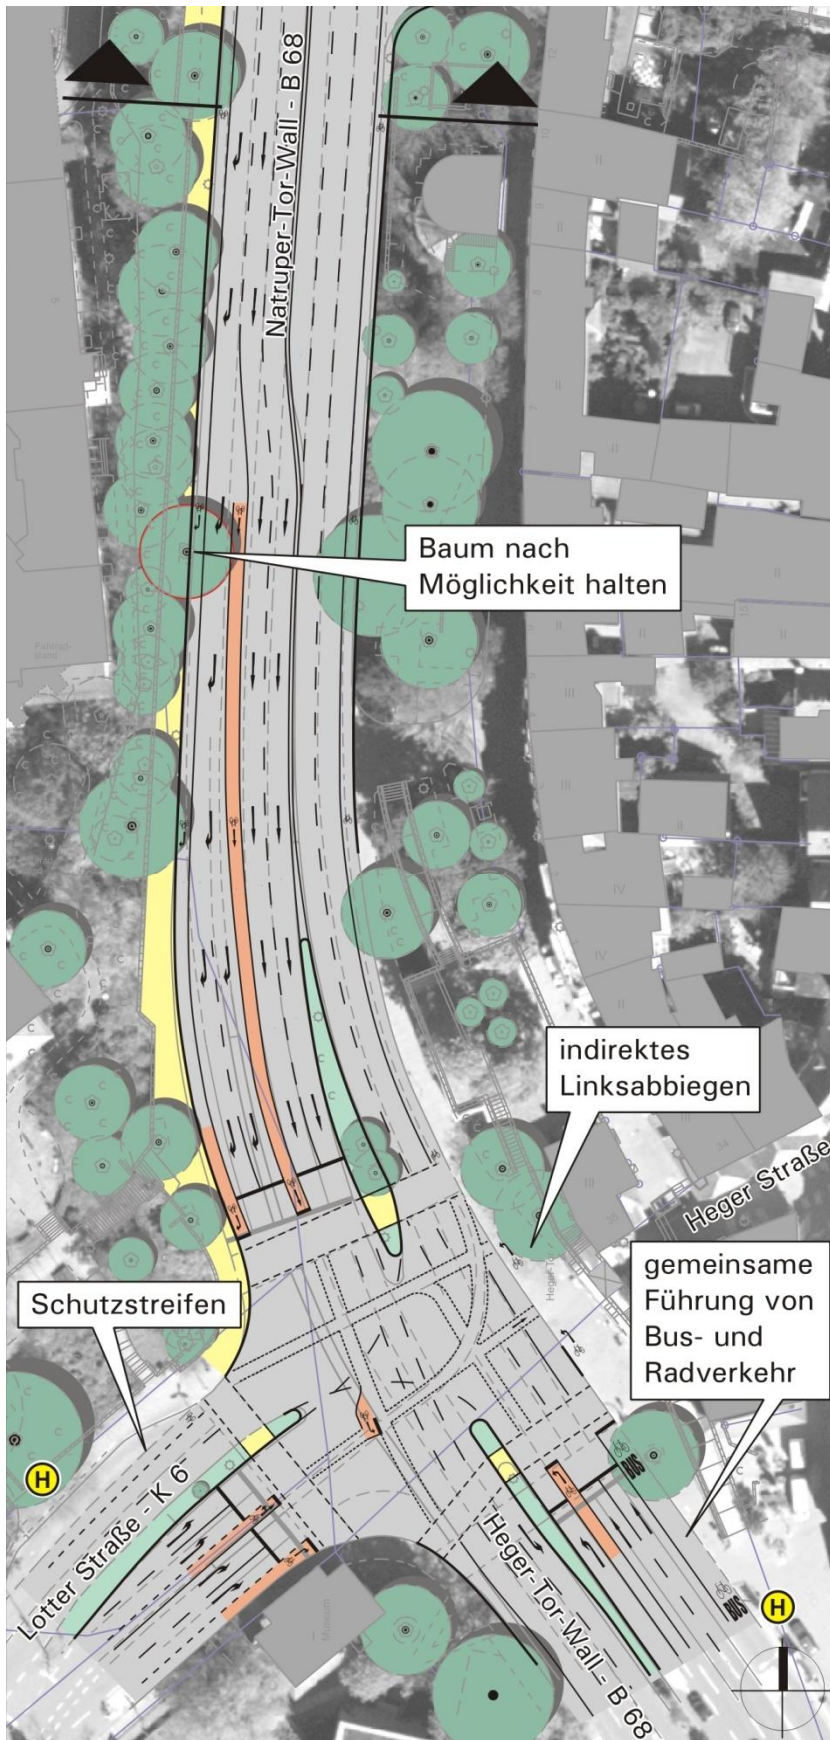 Natruper-Tor-Wall - B 68
Baum nach
Möglichkeit halten
indirektes
Linksabbiegen
Heger Straße
gemeinsame
Führung von
Bus- und
Radverkehr
Schutzstreifen
H
Lotter Straße - K 6
Heger-Tor-Wall - B 68
BUS
BUS
H
Museum